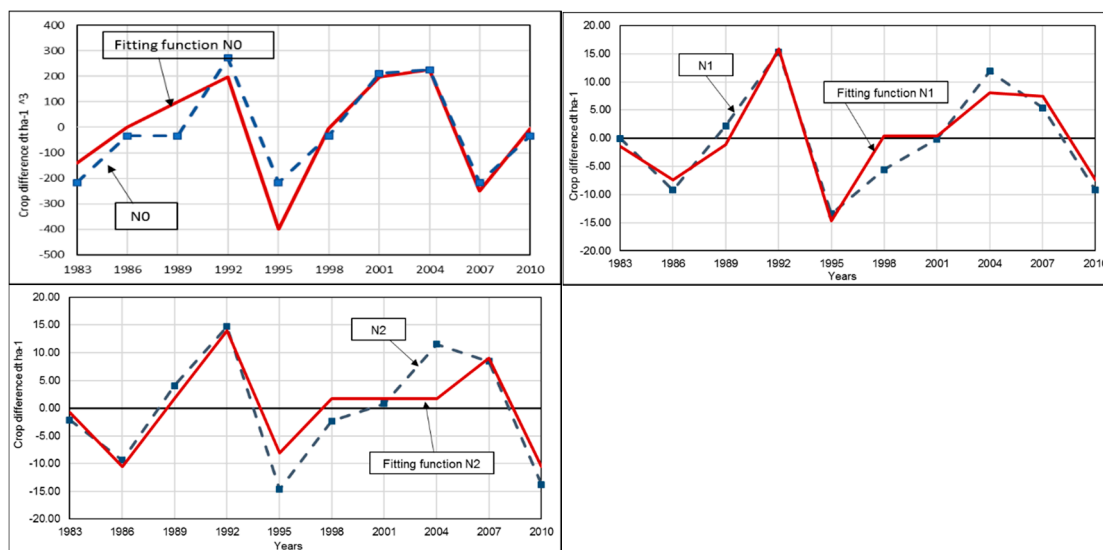 Crop difference dt ha-1 ^3
400
300
200
100
0
-100
-200
-300
-400
-500
Fitting function N0
N0
1983 1986 1989 1992 1995 1998 2001 2004 2007 2010
Crop difference dt ha-1
20.00
15.00
10.00
5.00
0.00
-5.00
-10.00
-15.00
-20.00
N1
Fitting function N1
1983 1986 1989 1992 1995 1998 2001 2004 2007 2010
Years
Crop difference dt ha-1
20.00
15.00
10.00
5.00
0.00
-5.00
-10.00
-15.00
-20.00
N2
Fitting function N2
1983 1986 1989 1992 1995 1998 2001 2004 2007 2010
Years